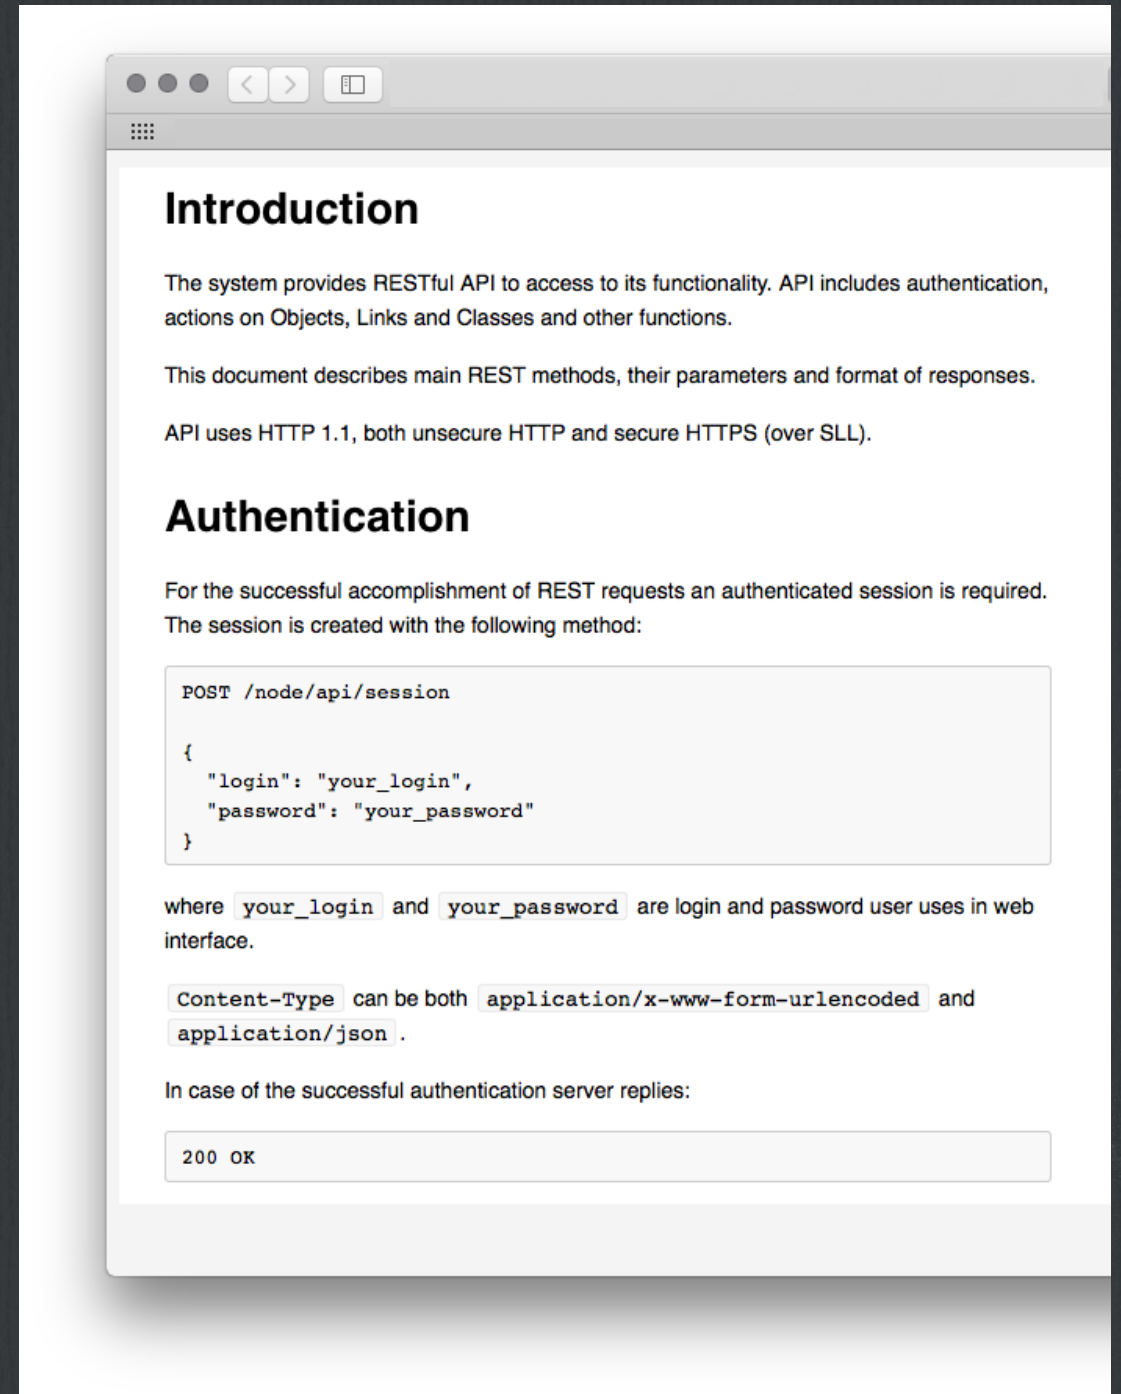 Introduction
The system provides RESTful API to access to its functionality. API includes authentication,
actions on Objects, Links and Classes and other functions.
This document describes main REST methods, their parameters and format of responses.
API uses HTTP 1.1, both unsecure HTTP and secure HTTPS (over SLL).
Authentication
For the successful accomplishment of REST requests an authenticated session is required.
The session is created with the following method:
POST /node/api/session
{
"login": "your_login",
"password": "your_password"
}
where your_login and your_password are login and password user uses in web
interface.
Content-Type can be both application/x-www-form-urlencoded and
application/json.
In case of the successful authentication server replies:
200 OK